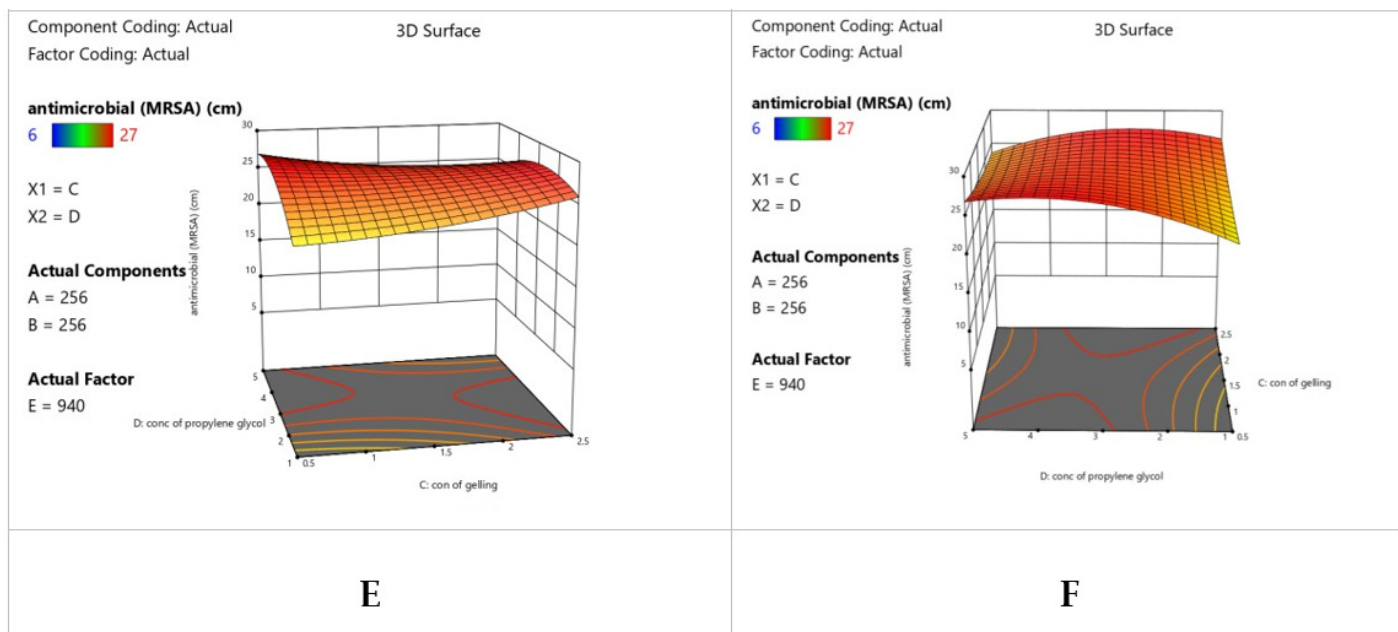 Component Coding: Actual
3D Surface
Factor Coding: Actual
antimicrobial (MRSA) (cm)
6 27
X1 = C
X2 = D
Actual Components
A = 256
B = 256
Actual Factor
E = 940
antimicrobial (MRSA) (cm)
30
25
20
15
10
5
5
4
3
2
1
D: conc of propylene glycol
0.5
1
1.5
2
2.5
C: con of gelling
E
Component Coding: Actual
3D Surface
Factor Coding: Actual
antimicrobial (MRSA) (cm)
6 27
X1 = C
X2 = D
Actual Components
A = 256
B = 256
Actual Factor
E = 940
antimicrobial (MRSA) (cm)
30
25
20
15
10
5
5
4
3
2
1
D: conc of propylene glycol
2.5
2
1.5
1
0.5
C: con of gelling
F